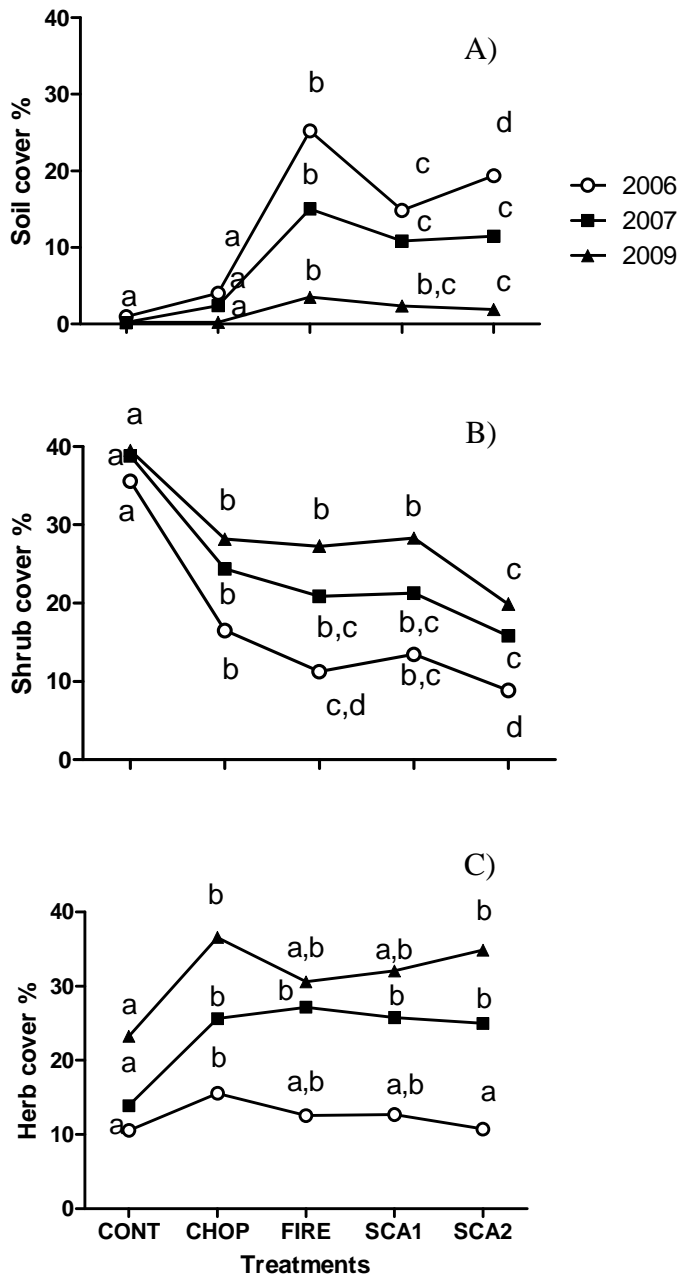 A)
40
30
20
10
0
Soil cover %
a
a
a
a
b
b
b
c
c
b,c
d
c
c
2006
2007
2009
B)
40
30
20
10
0
Shrub cover %
a
a
a
b
b
b
b
b,c
c,d
b
b,c
b,c
c
c
d
C)
40
30
20
10
0
Herb cover %
a
a
a
b
b
b
a,b
b
a,b
a,b
b
a,b
b
b
a
CONT CHOP FIRE SCA1 SCA2
Treatments